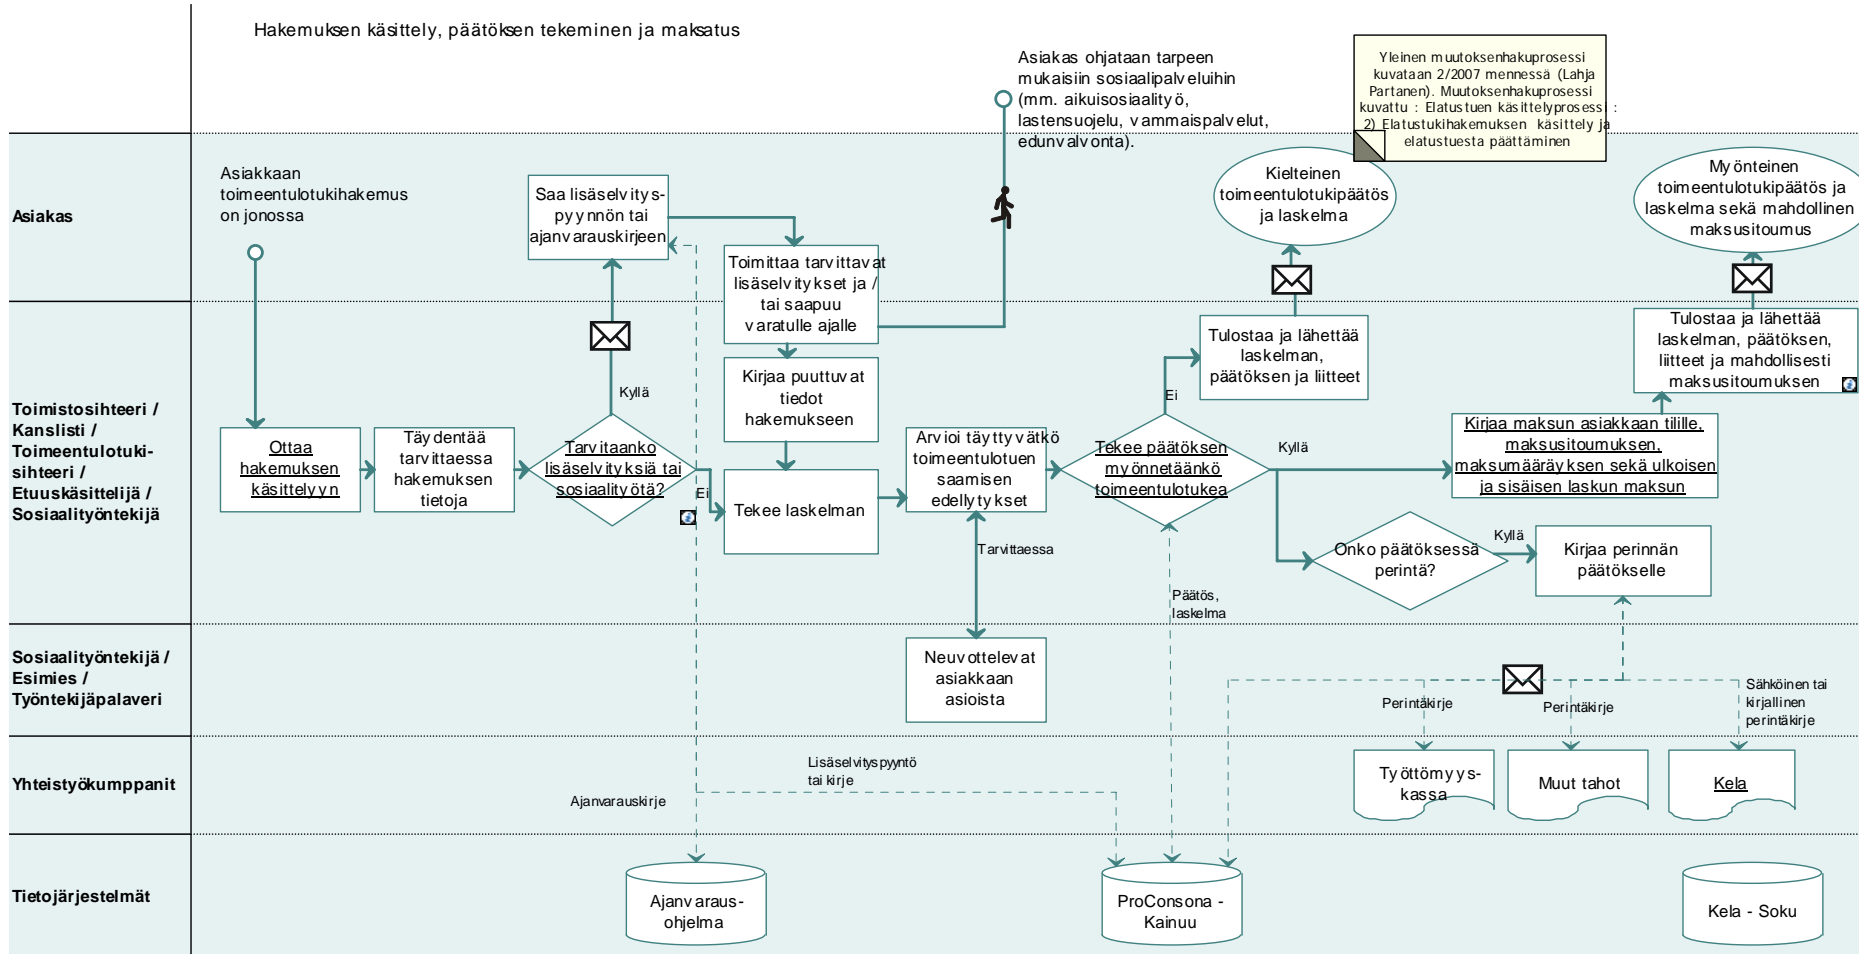 Hakemuksen käsittely, päätöksen tekeminen ja maksatus
Asiakas ohjataan tarpeen
mukaisiin sosiaalipalveluihin
(mm. aikuisosiaalityö,
lastensuojelu, vammaispalvelut,
edunvalvonta).
Yleinen muutoksenhakuprosessi
kuvataan 2/2007 mennessä (Lahja
Partanen). Muutoksenhakuprosessi
kuvattu : Elatustuen käsittelyprosessi :
2) Elatustukihakemuksen käsittely ja
elatustuesta päättäminen
Asiakas
Asiakkaan
toimeentulotukihakemus
on jonossa
Saa lisäselvitys-
pyynnön tai
ajanvarauskirjeen
Toimittaa tarvittavat
lisäselvitykset ja /
tai saapuu
varatulle ajalle
Kielteinen
toimeentulotukipäätös
ja laskelma
Myönteinen
toimeentulotukipäätös ja
laskelma sekä mahdollinen
maksusitoumus
Toimistosihteeri /
Kanslisti /
Toimeentulotuki-
sihteeri /
Etuuskäsittelijä /
Sosiaalityöntekijä
Ottaa
hakemuksen
käsittelyyn
Täydentää
tarvittaessa
hakemuksen
tietoja
Kyllä
Tarvitaanko
lisäselvityksiä tai
sosiaalityötä?
Ei
Kirjaa puuttuvat
tiedot
hakemukseen
Tekee laskelman
Arvioi täyttyvätkö
toimeentulotuen
saamisen
edellytykset
Tarvittaessa
Tekee päätöksen
myönnetäänkö
toimeentulotukea
Ei
Tulostaa ja lähettää
laskelman,
päätöksen ja liitteet
Kyllä
Kirjaa maksun asiakkaan tilille,
maksusitoumuksen,
maksumääräyksen sekä ulkoisen
ja sisäisen laskun maksun
Tulostaa ja lähettää
laskelman, päätöksen,
liitteet ja mahdollisesti
maksusitoumuksen
Onko päätöksessä
perintä?
Kyllä
Kirjaa perinnän
päätökselle
Päätös,
laskelma
Sosiaalityöntekijä /
Esimies /
Työntekijäpalaveri
Neuvottelevat
asiakkaan
asioista
Perintäkirje
Perintäkirje
Sähköinen tai
kirjallinen
perintäkirje
Yhteistyökumppanit
Lisäselvityspyyntö
tai kirje
Ajanvarauskirje
Työttömyys-
kassa
Muut tahot
Kela
Tietojärjestelmät
Ajanvaraus-
ohjelma
ProConsona -
Kainuu
Kela - Soku